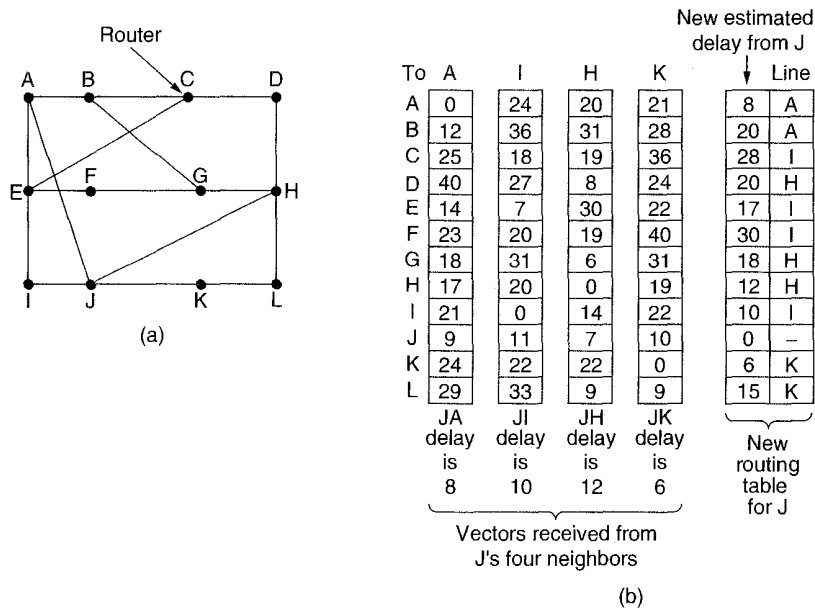 Router
A B C D
E F G H
I J K L
(a)
New estimated
delay from J
To A I H K Line
A 0 24 20 21 8 A
B 12 36 31 28 20 A
C 25 18 19 36 28 I
D 40 27 8 24 20 H
E 14 7 30 22 17 I
F 23 20 19 40 30 I
G 18 31 6 31 18 H
H 17 20 0 19 12 H
I 21 0 14 22 10 I
J 9 11 7 10 0 –
K 24 22 22 0 6 K
L 29 33 9 9 15 K
JA JI JH JK
delay delay delay delay
is is is is
8 10 12 6
New
routing
table
for J
Vectors received from
J's four neighbors
(b)